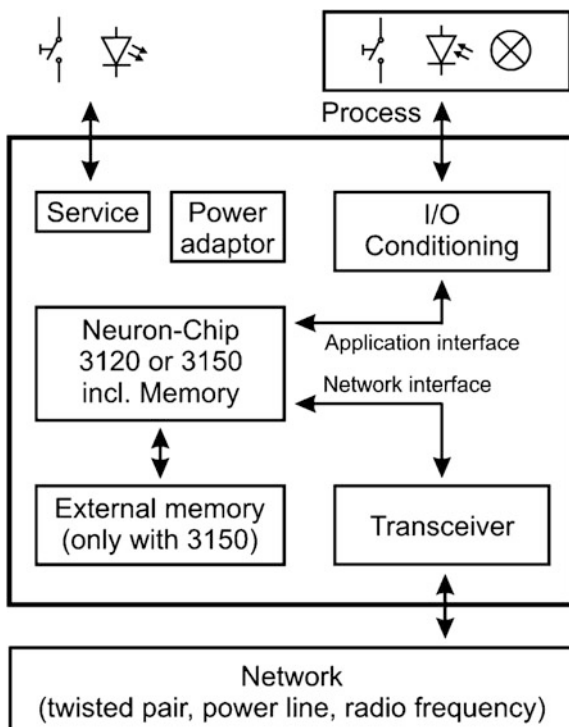 Process
Service
Power
adaptor
I/O
Conditioning
Neuron-Chip
3120 or 3150
incl. Memory
Application interface
Network interface
External memory
(only with 3150)
Transceiver
Network
(twisted pair, power line, radio frequency)